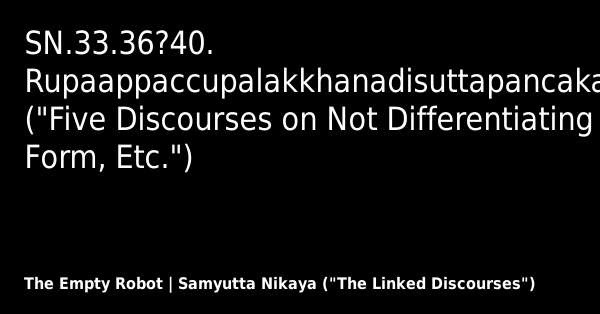 SN.33.36?40.
Rupaappaccupalakkhanadisuttapancaka
("Five Discourses on Not Differentiating
Form, Etc.")
The Empty Robot | Samyutta Nikaya ("The Linked Discourses")